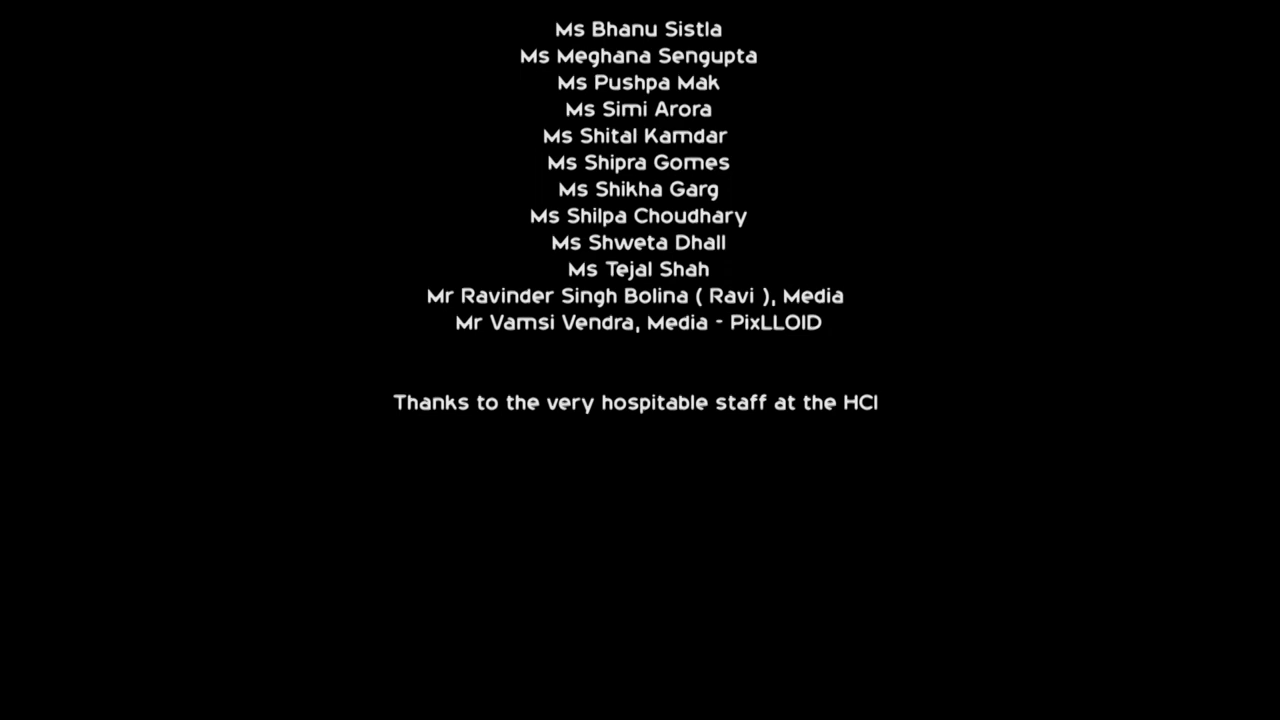 Ms Bhanu Sistla
Ms Meghana Sengupta
Ms Pushpa Mak
Ms Simi Arora
Ms Shital Kamdar
Ms Shipra Gomes
Ms Shikha Garg
Ms Shilpa Choudhary
Ms Shweta Dhall
Ms Tejal Shah
Mr Ravinder Singh Bolina ( Ravi ), Media
Mr Vamsi Vendra, Media - PixLLOID
Thanks to the very hospitable staff at the HCI